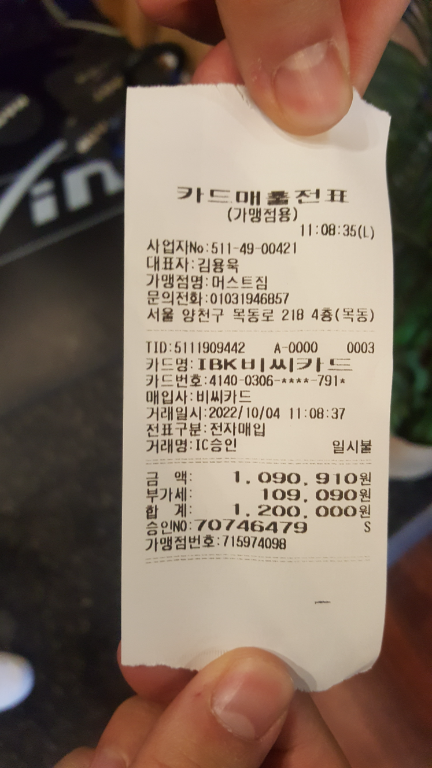 in
카드매출전표
(가맹점용)
11:08:35(L)
사업자No:511-49-00421
대표자:김용욱
가맹점명:머스트짐
문의전화:01031946857
서울 양천구 목동로 218 4층(목동)
TID:5111909442 A-0000 0003
카드명:IBK비씨카드
카드번호:4140-0306-****-791*
매입사:비씨카드
거래일시:2022/10/04 11:08:37
전표구분:전자매입
거래명:IC승인 일시불
금 액: 1,090,910원
부가세: 109,090원
합 계: 1,200,000원
승인NO:70746479 S
가맹점번호:715974098